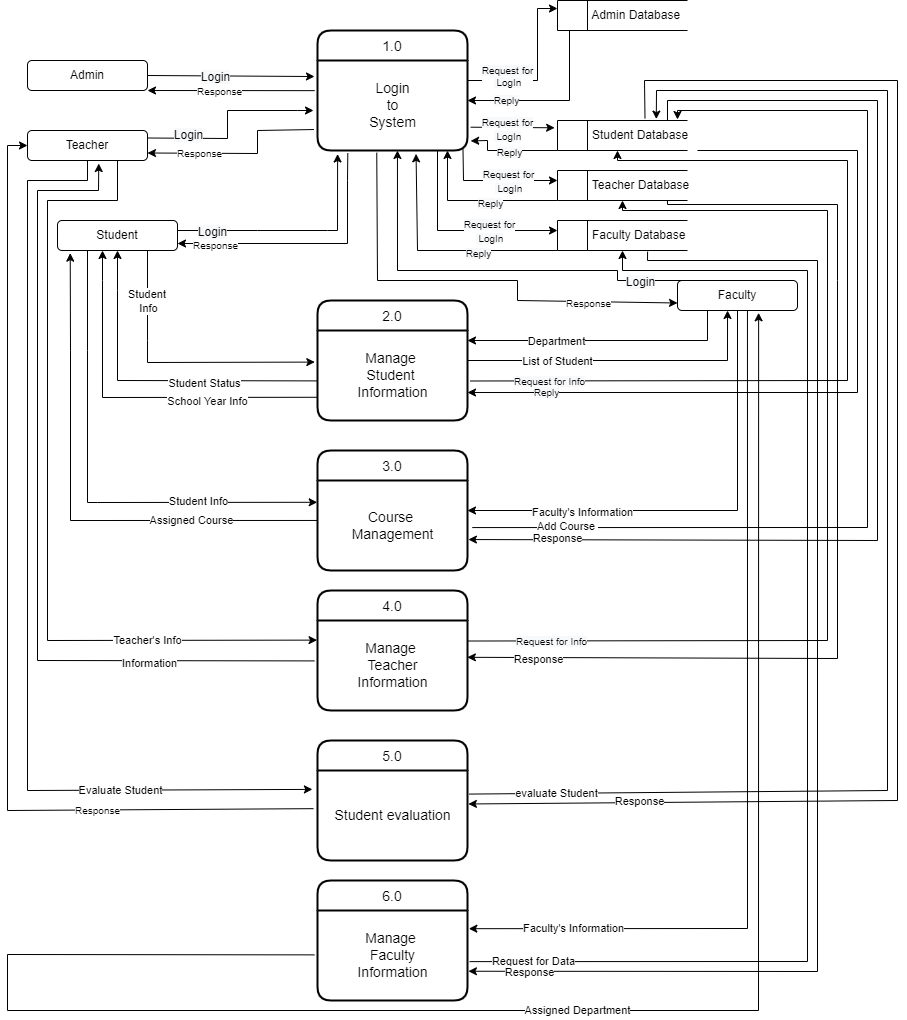 Admin Database
1.0
Request for
LogIn
Admin
Login
Response
Login
to
System
Reply
Request for
LogIn
Student Database
Login
Teacher
Response
Reply
Request for
LogIn
Teacher Database
Reply
Student
Login
Response
Request for
LogIn
Faculty Database
Reply
Login
Student
Info
Response
Faculty
2.0
Department
Manage
Student
Information
List of Student
Student Status
Request for Info
School Year Info
Reply
3.0
Student Info
Assigned Course
Course
Management
Faculty's Information
Add Course
Response
4.0
Teacher's Info
Information
Manage
Teacher
Information
Request for Info
Response
5.0
Evaluate Student
Response
Student evaluation
evaluate Student
Response
6.0
Manage
Faculty
Information
Faculty's Information
Request for Data
Response
Assigned Department